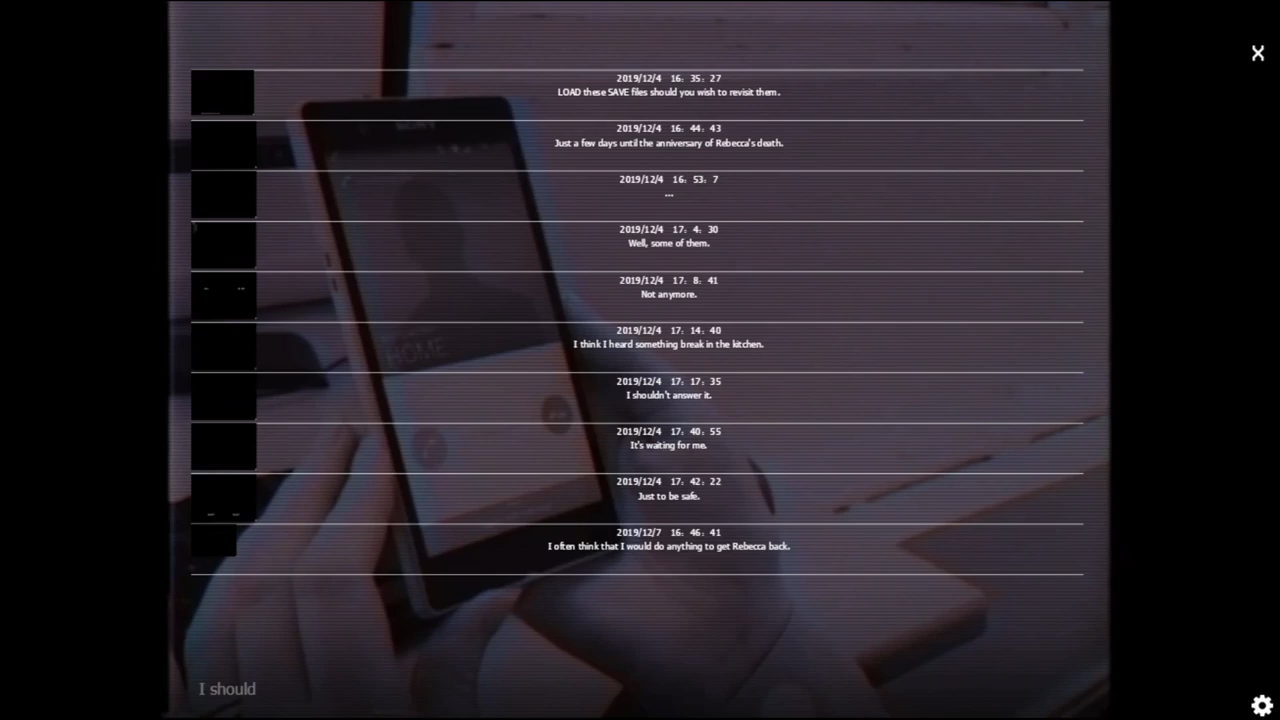 2019/12/4 16: 35: 27
LOAD these SAVE files should you wish to revisit them.
2019/12/4 16: 44: 43
Just a few days until the anniversary of Rebecca's death.
2019/12/4 16: 53: 7
...
2019/12/4 17: 4: 30
Well, some of them.
2019/12/4 17: 8: 41
Not anymore.
2019/12/4 17: 14: 40
I think I heard something break in the kitchen.
2019/12/4 17: 17: 35
I shouldn't answer it.
2019/12/4 17: 40: 55
It's waiting for me.
2019/12/4 17: 42: 22
Just to be safe.
2019/12/7 16: 46: 41
I often think that I would do anything to get Rebecca back.
SONY
HOME
I should